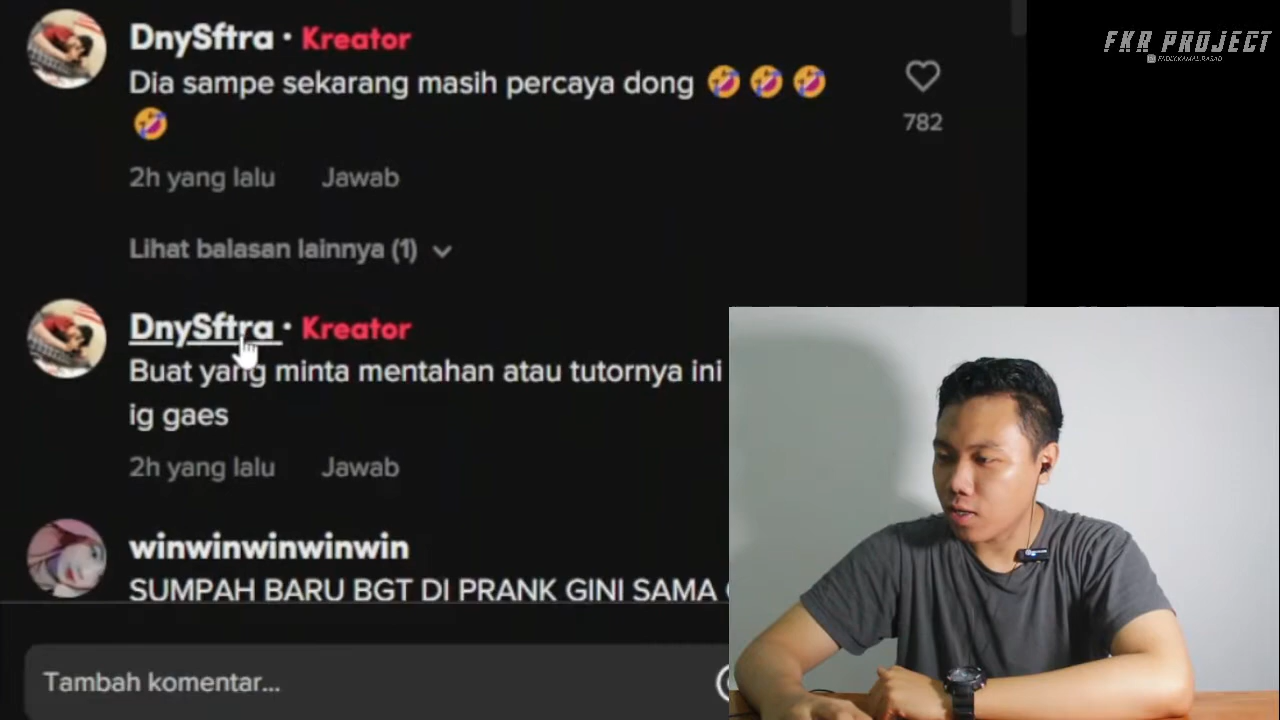 FKR PROJECT
DnySftra · Kreator
Dia sampe sekarang masih percaya dong 🤣🤣🤣
🤣
782
2h yang lalu Jawab
Lihat balasan lainnya (1)
DnySftra · Kreator
Buat yang minta mentahan atau tutornya ini
ig gaes
2h yang lalu Jawab
winwinwinwinwin
SUMPAH BARU BGT DI PRANK GINI SAMA
Tambah komentar...